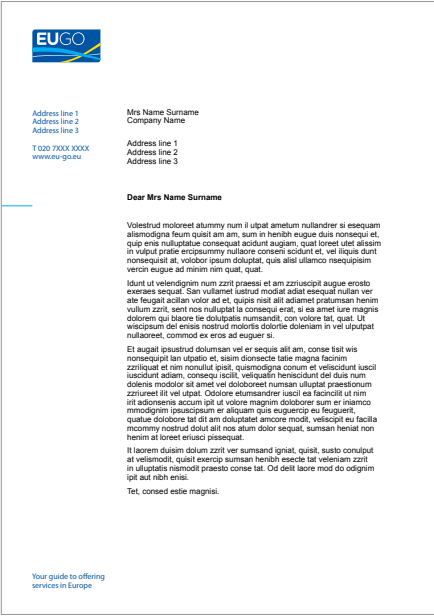 EUGO
Address line 1
Address line 2
Address line 3
T 020 7XXX XXXX
www.eu-go.eu
Mrs Name Surname
Company Name
Address line 1
Address line 2
Address line 3
Dear Mrs Name Surname
Volestrud moloreet atummy num il utpat ametum nullandrer si esequam
alismodigna feum quisit am am, sum in henibh eugue duis nonsequi et,
quip enis nulluptatue consequat acidunt augiam, quat loreet utet alissim
in vulput pratie ercipsummy nullaore conseni scidunt et, vel iliquis dunt
nonsequisit at, volobor ipsum doluptat, quis alisl ullamco nsequipisim
vercin eugue ad minim nim quat, quat.
Idunt ut velendignim num zzrit praessi et am zzriuscipit augue erosto
exeraes sequat. San vullamet iustrud modiat adiat esequat nullan ver
ate feugait acillan volor ad et, quipis nisit alit adiamet pratumsan henim
vullum zzrit, sent nos nulluptat la consequi erat, si ea amet iure magnis
dolorem qui blaore tie dolutpatis numsandit, con volore tat, quat. Ut
wiscipsum del enisis nostrud molortis dolortie doleniam in vel ulputpat
nullaoreet, commod ex eros ad euguer si.
Et augait ipsustrud dolumsan vel er sequis alit am, conse tisit wis
nonsequipit lan utpatio et, sisim dionsecte tatie magna facinim
zzriliquat et nim nonullut ipisit, quismodigna conum et veliscidunt iuscil
iuscidunt adiam, consequ iscilit, veliquatin heniscidunt del duis num
dolenis modolor sit amet vel doloboreet numsan ulluptat praestionum
zzriureet ilit vel utpat. Odolore etumsandrer iuscil ea facincilit ut nim
irit adionsenis accum ipit ut volore magnim doloborer sum er iniamco
mmodignim ipsuscipsum er aliquam quis euguercip eu feuguerit,
quatue dolobore tat dit am doluptatet amcore modit, veliscipit eu facilla
mcommy nostrud dolut alit nos atum dolor sequat, sumsan heniat non
henim at loreet eriusci pissequat.
It laorem duisim dolum zzrit ver sumsand igniat, quisit, susto conulput
at velismodit, quisit exercip sumsan henibh esecte tat veleniam zzrit
in ulluptatis nismodit praesto conse tat. Od delit laore mod do odignim
ipit aut nibh enisi.
Tet, consed estie magnisi.
Your guide to offering
services in Europe